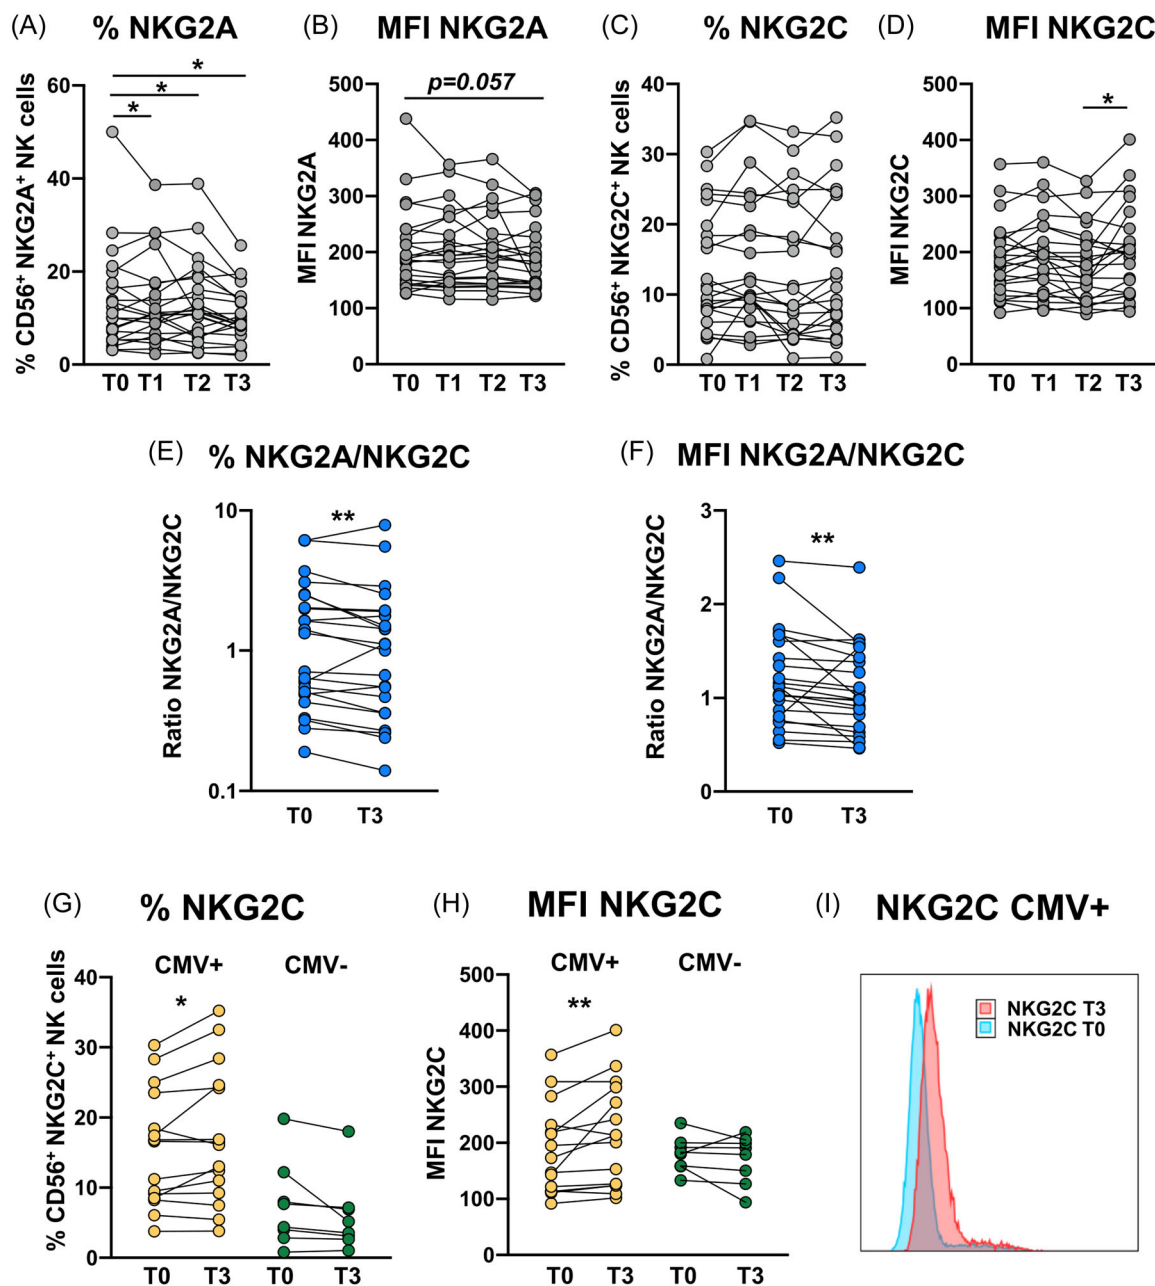 (A) % NKG2A
% CD56⁺ NKG2A⁺ NK cells
60
40
20
0
*
*
*
T0 T1 T2 T3
(B) MFI NKG2A
MFI NKG2A
500
400
300
200
100
0
p=0.057
T0 T1 T2 T3
(C) % NKG2C
% CD56⁺ NKG2C⁺ NK cells
40
30
20
10
0
T0 T1 T2 T3
(D) MFI NKG2C
MFI NKG2C
500
400
300
200
100
0
*
T0 T1 T2 T3
(E) % NKG2A/NKG2C
Ratio NKG2A/NKG2C
10
1
0.1
**
T0 T3
(F) MFI NKG2A/NKG2C
Ratio NKG2A/NKG2C
3
2
1
0
**
T0 T3
(G) % NKG2C
% CD56⁺ NKG2C⁺ NK cells
40
30
20
10
0
CMV+ CMV-
*
T0 T3 T0 T3
(H) MFI NKG2C
MFI NKG2C
500
400
300
200
100
0
CMV+ CMV-
**
T0 T3 T0 T3
(I) NKG2C CMV+
NKG2C T3
NKG2C T0